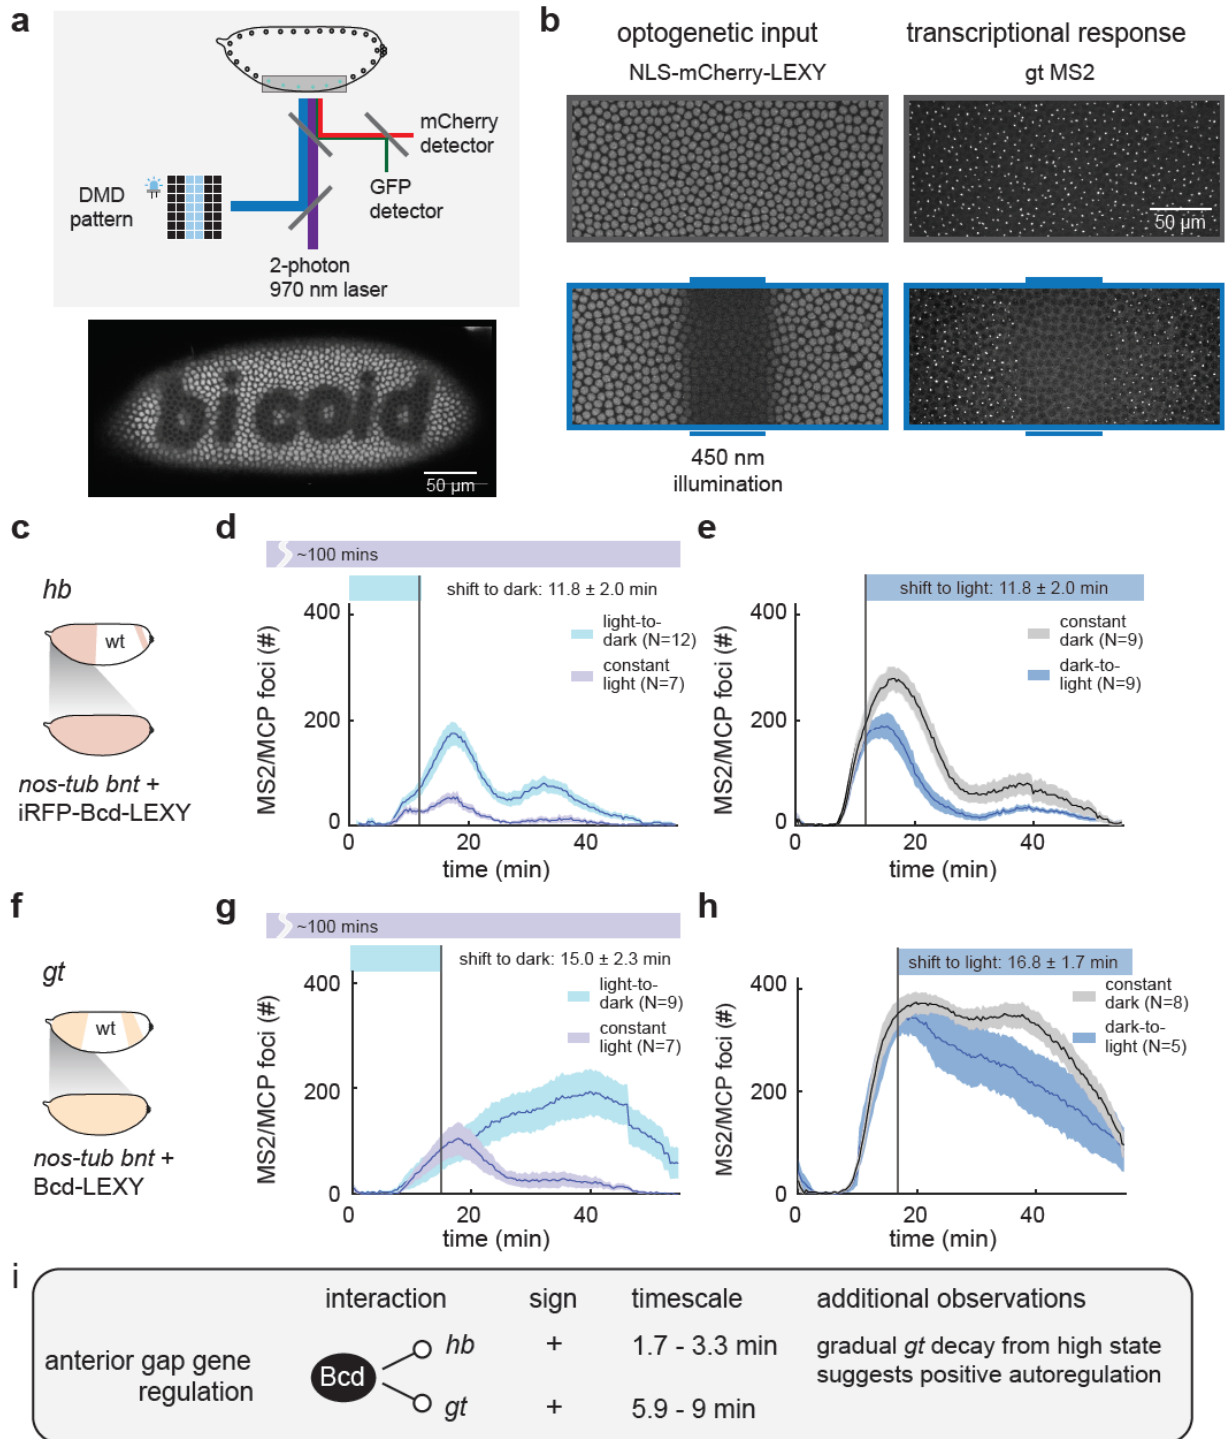 a
mCherry
detector
GFP
detector
DMD
pattern
2-photon
970 nm laser
bicoid
50 µm
b
optogenetic input
transcriptional response
NLS-mCherry-LEXY
gt MS2
50 µm
450 nm
illumination
c
hb
wt
nos-tub bnt +
iRFP-Bcd-LEXY
d
~100 mins
shift to dark: 11.8 ± 2.0 min
400
light-to-
dark (N=12)
constant
light (N=7)
200
0
MS2/MCP foci (#)
0
20
40
time (min)
e
shift to light: 11.8 ± 2.0 min
400
constant
dark (N=9)
dark-to-
light (N=9)
200
0
MS2/MCP foci (#)
0
20
40
time (min)
f
gt
wt
nos-tub bnt +
Bcd-LEXY
g
~100 mins
shift to dark: 15.0 ± 2.3 min
400
light-to-
dark (N=9)
constant
light (N=7)
200
0
MS2/MCP foci (#)
0
20
40
time (min)
h
shift to light: 16.8 ± 1.7 min
400
constant
dark (N=8)
dark-to-
light (N=5)
200
0
MS2/MCP foci (#)
0
20
40
time (min)
i
interaction
sign
timescale
additional observations
anterior gap gene
regulation
Bcd
hb
+
1.7 - 3.3 min
gt
+
5.9 - 9 min
gradual gt decay from high state
suggests positive autoregulation